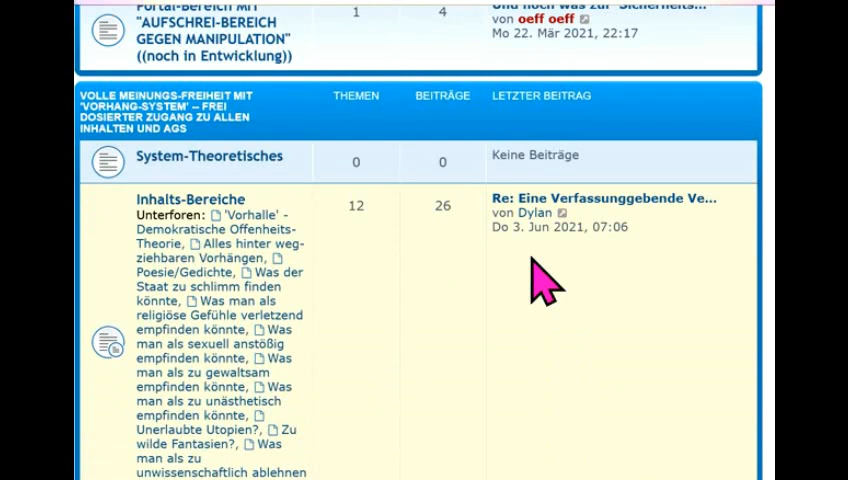 Portal-Bereich MIT
"AUFSCHREI-BEREICH
GEGEN MANIPULATION"
((noch in Entwicklung))
1
4
Und noch was zur "Sicherheits...
von oeff oeff
Mo 22. Mär 2021, 22:17
VOLLE MEINUNGS-FREIHEIT MIT
'VORHANG-SYSTEM' -- FREI
DOSIERTER ZUGANG ZU ALLEN
INHALTEN UND AGS
THEMEN
BEITRÄGE
LETZTER BEITRAG
System-Theoretisches
0
0
Keine Beiträge
Inhalts-Bereiche
Unterforen: 'Vorhalle' -
Demokratische Offenheits-
Theorie, Alles hinter weg-
ziehbaren Vorhängen,
Poesie/Gedichte, Was der
Staat zu schlimm finden
könnte, Was man als
religiöse Gefühle verletzend
empfinden könnte, Was
man als sexuell anstößig
empfinden könnte, Was
man als zu gewaltsam
empfinden könnte, Was
man als zu unästhetisch
empfinden könnte,
Unerlaubte Utopien?, Zu
wilde Fantasien?, Was
man als zu
unwissenschaftlich ablehnen
12
26
Re: Eine Verfassunggebende Ve...
von Dylan
Do 3. Jun 2021, 07:06